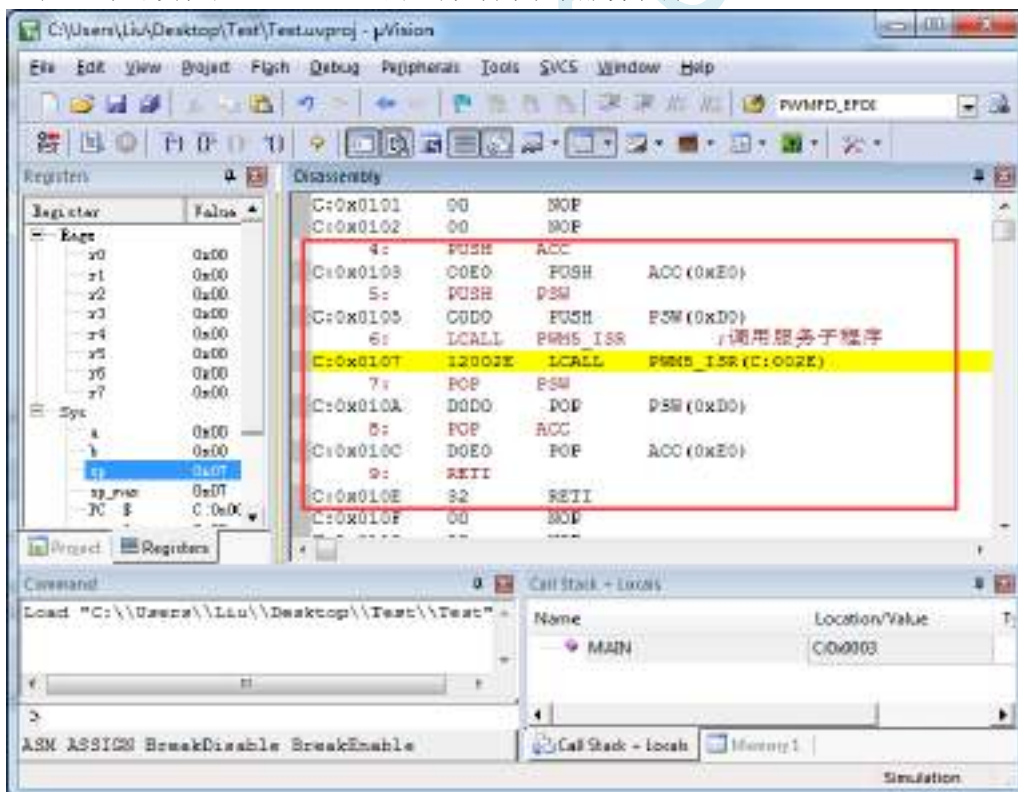 C:\Users\Liu\Desktop\Test\Test.uvproj - µVision
File Edit View Project Flash Debug Peripherals Tools SVCS Window Help
PWMFD_EFDI
Registers
Register Value
Regs
r0 0x00
r1 0x00
r2 0x00
r3 0x00
r4 0x00
r5 0x00
r6 0x00
r7 0x00
Sys
a 0x00
b 0x00
sp 0x07
sp_max 0x07
PC $
Project Registers
Disassembly
C:0x0101 00 NOP
C:0x0102 00 NOP
4: PUSH ACC
C:0x0103 C0E0 PUSH ACC(0xE0)
5: PUSH PSW
C:0x0105 C0D0 PUSH PSW(0xD0)
6: LCALL PWM5_ISR ;调用服务子程序
C:0x0107 12002E LCALL PWM5_ISR(C:002E)
7: POP PSW
C:0x010A D0D0 POP PSW(0xD0)
8: POP ACC
C:0x010C D0E0 POP ACC(0xE0)
9: RETI
C:0x010E 32 RETI
C:0x010F 00 NOP
Command
Load "C:\\Users\\Liu\\Desktop\\Test\\Test"
>
ASM ASSIGN BreakDisable BreakEnable
Call Stack + Locals
Name Location/Value
MAIN C:0x0003
Call Stack + Locals Memory 1
Simulation